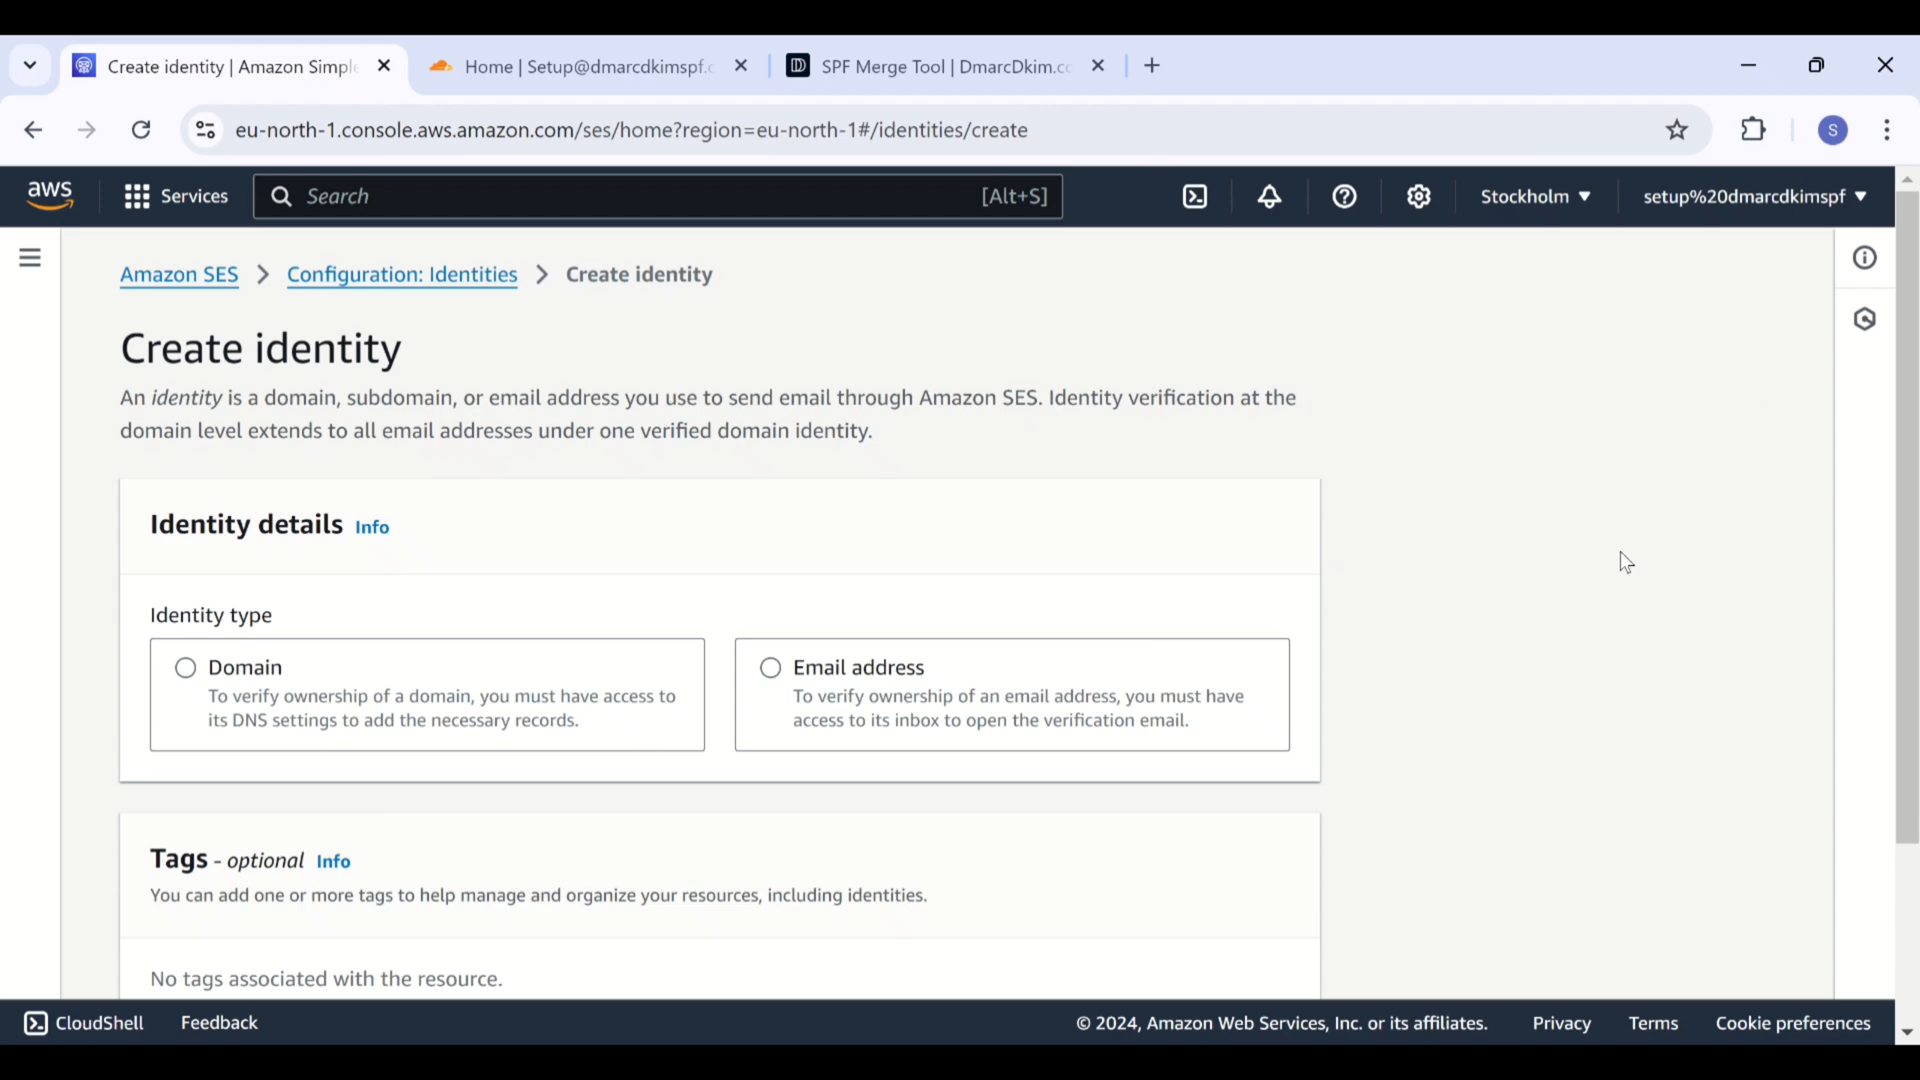 Create identity | Amazon Simple
Home | Setup@dmarcdkimspf.c
SPF Merge Tool | DmarcDkim.co
eu-north-1.console.aws.amazon.com/ses/home?region=eu-north-1#/identities/create
S
aws
Services
Search
[Alt+S]
Stockholm
setup%20dmarcdkimspf
Amazon SES > Configuration: Identities > Create identity
Create identity
An identity is a domain, subdomain, or email address you use to send email through Amazon SES. Identity verification at the
domain level extends to all email addresses under one verified domain identity.
Identity details Info
Identity type
Domain
To verify ownership of a domain, you must have access to
its DNS settings to add the necessary records.
Email address
To verify ownership of an email address, you must have
access to its inbox to open the verification email.
Tags - optional Info
You can add one or more tags to help manage and organize your resources, including identities.
No tags associated with the resource.
CloudShell
Feedback
© 2024, Amazon Web Services, Inc. or its affiliates.
Privacy
Terms
Cookie preferences